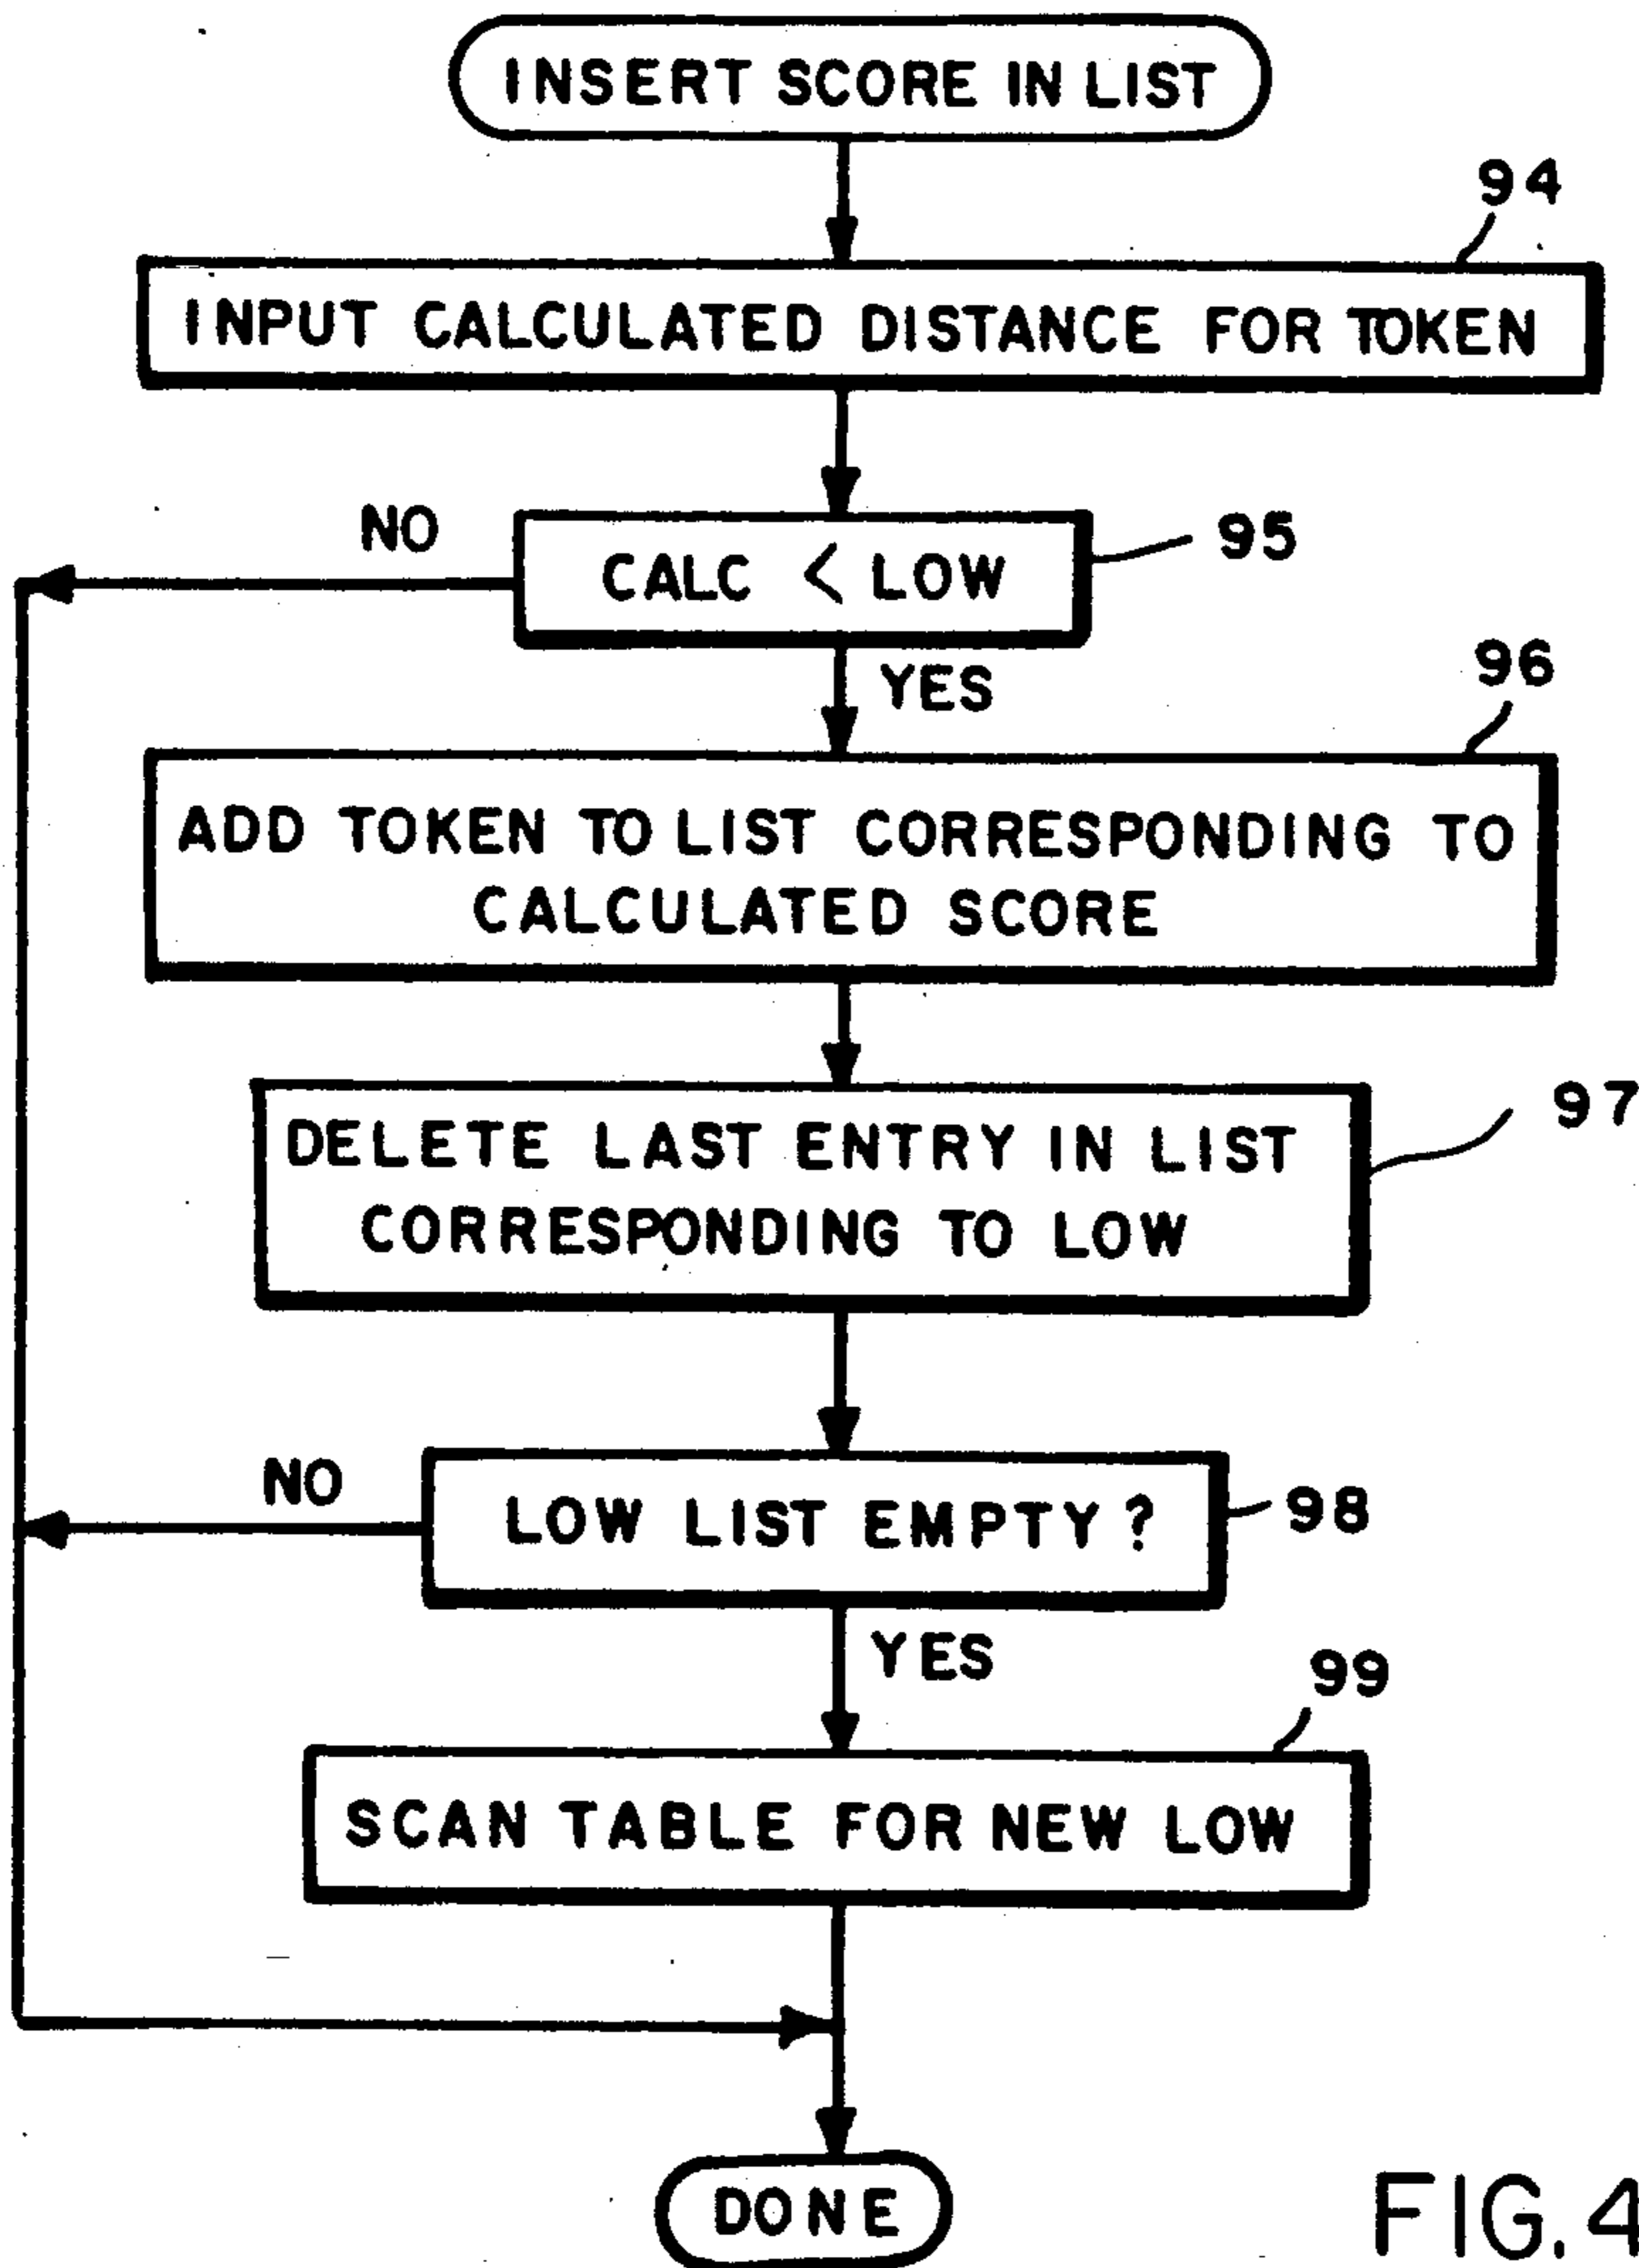 INSERT SCORE IN LIST
94
INPUT CALCULATED DISTANCE FOR TOKEN
NO
CALC < LOW
95
YES
96
ADD TOKEN TO LIST CORRESPONDING TO
CALCULATED SCORE
97
DELETE LAST ENTRY IN LIST
CORRESPONDING TO LOW
NO
LOW LIST EMPTY?
98
YES
99
SCAN TABLE FOR NEW LOW
DONE
FIG. 4